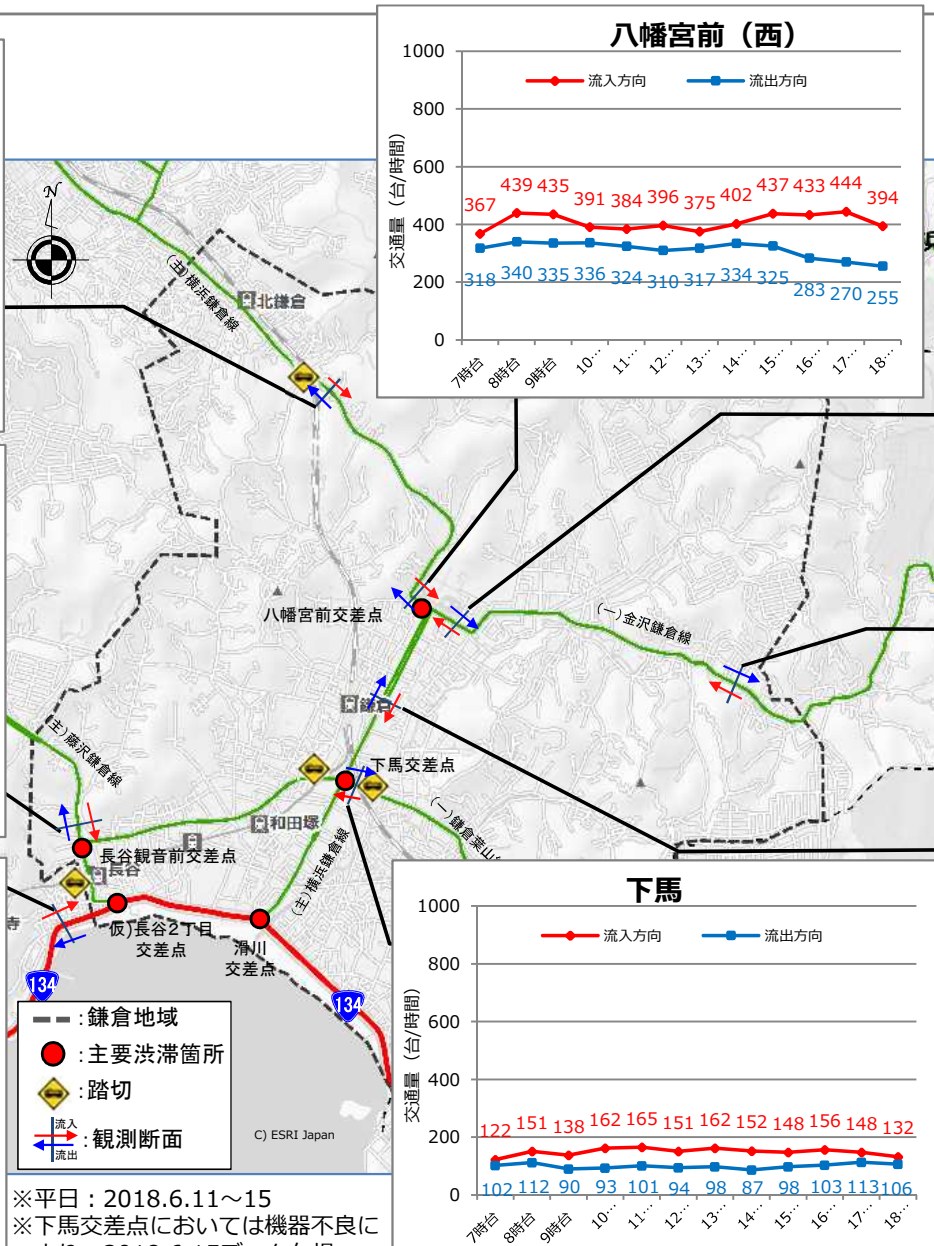 八幡宮前（西）
流入方向
流出方向
交通量（台/時間）
1000
800
600
400
200
0
367 439 435 391 384 396 375 402 437 433 444 394
318 340 335 336 324 310 317 334 325 283 270 255
7時台 8時台 9時台 10… 11… 12… 13… 14… 15… 16… 17… 18…
N
(主)横浜鎌倉線
北鎌倉
八幡宮前交差点
(一)金沢鎌倉線
鎌倉
主)藤沢鎌倉線
下馬交差点
和田塚
(一)鎌倉葉山
長谷観音前交差点
長谷
(主)横浜鎌倉線
寺
仮)長谷2丁目
交差点
滑川
交差点
134
134
:鎌倉地域
:主要渋滞箇所
:踏切
流入
:観測断面
流出
C) ESRI Japan
下馬
流入方向
流出方向
交通量（台/時間）
1000
800
600
400
200
0
122 151 138 162 165 151 162 152 148 156 148 132
102 112 90 93 101 94 98 87 98 103 113 106
7時台 8時台 9時台 10… 11… 12… 13… 14… 15… 16… 17… 18…
※平日：2018.6.11～15
※下馬交差点においては機器不良に